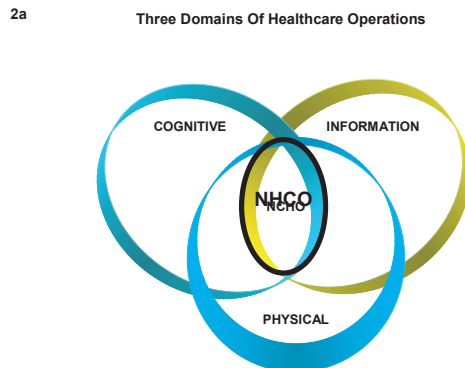 2a
Three Domains Of Healthcare Operations
COGNITIVE
INFORMATION
NHCO
NCHO
PHYSICAL